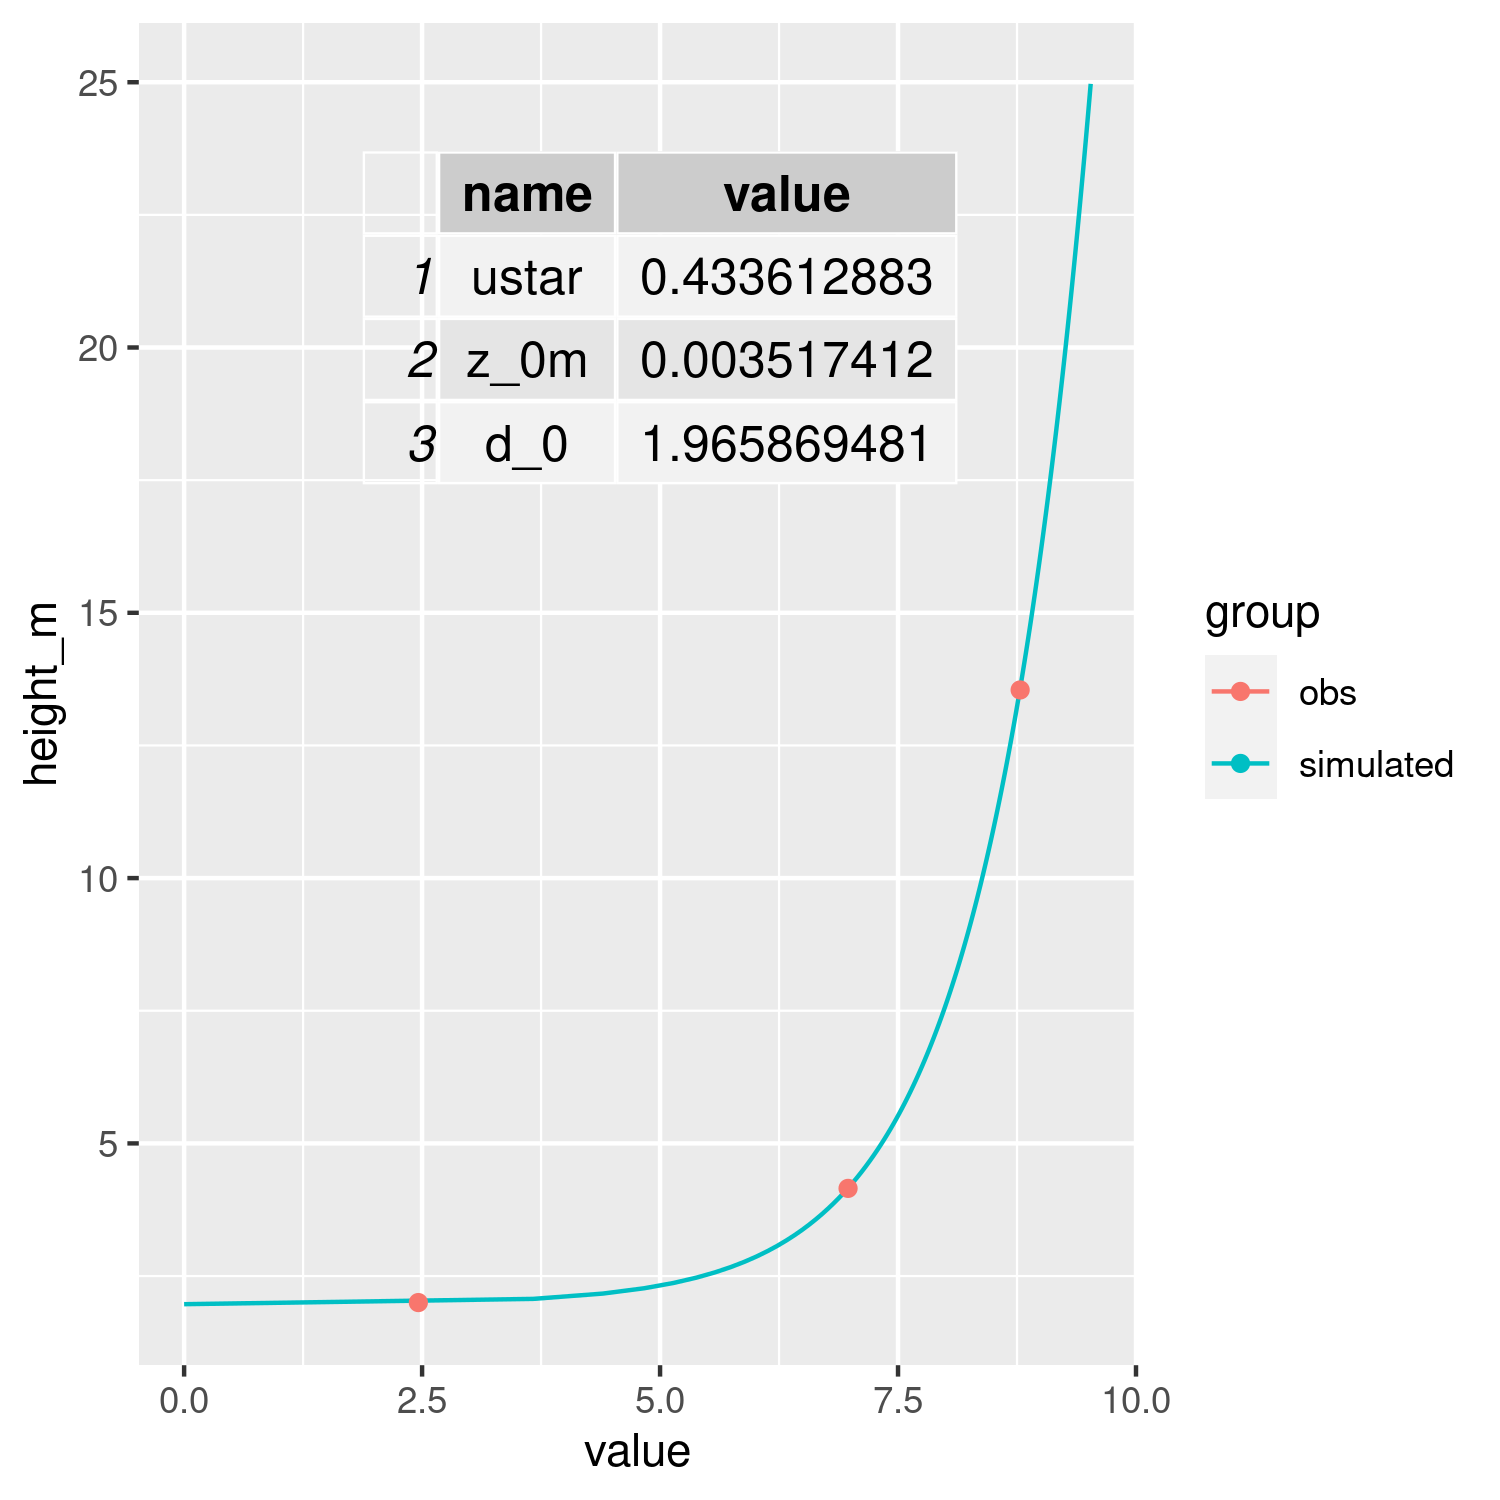 25
20
15
10
5
height_m
name value
1 ustar 0.433612883
2 z_0m 0.003517412
3 d_0 1.965869481
group
obs
simulated
0.0 2.5 5.0 7.5 10.0
value